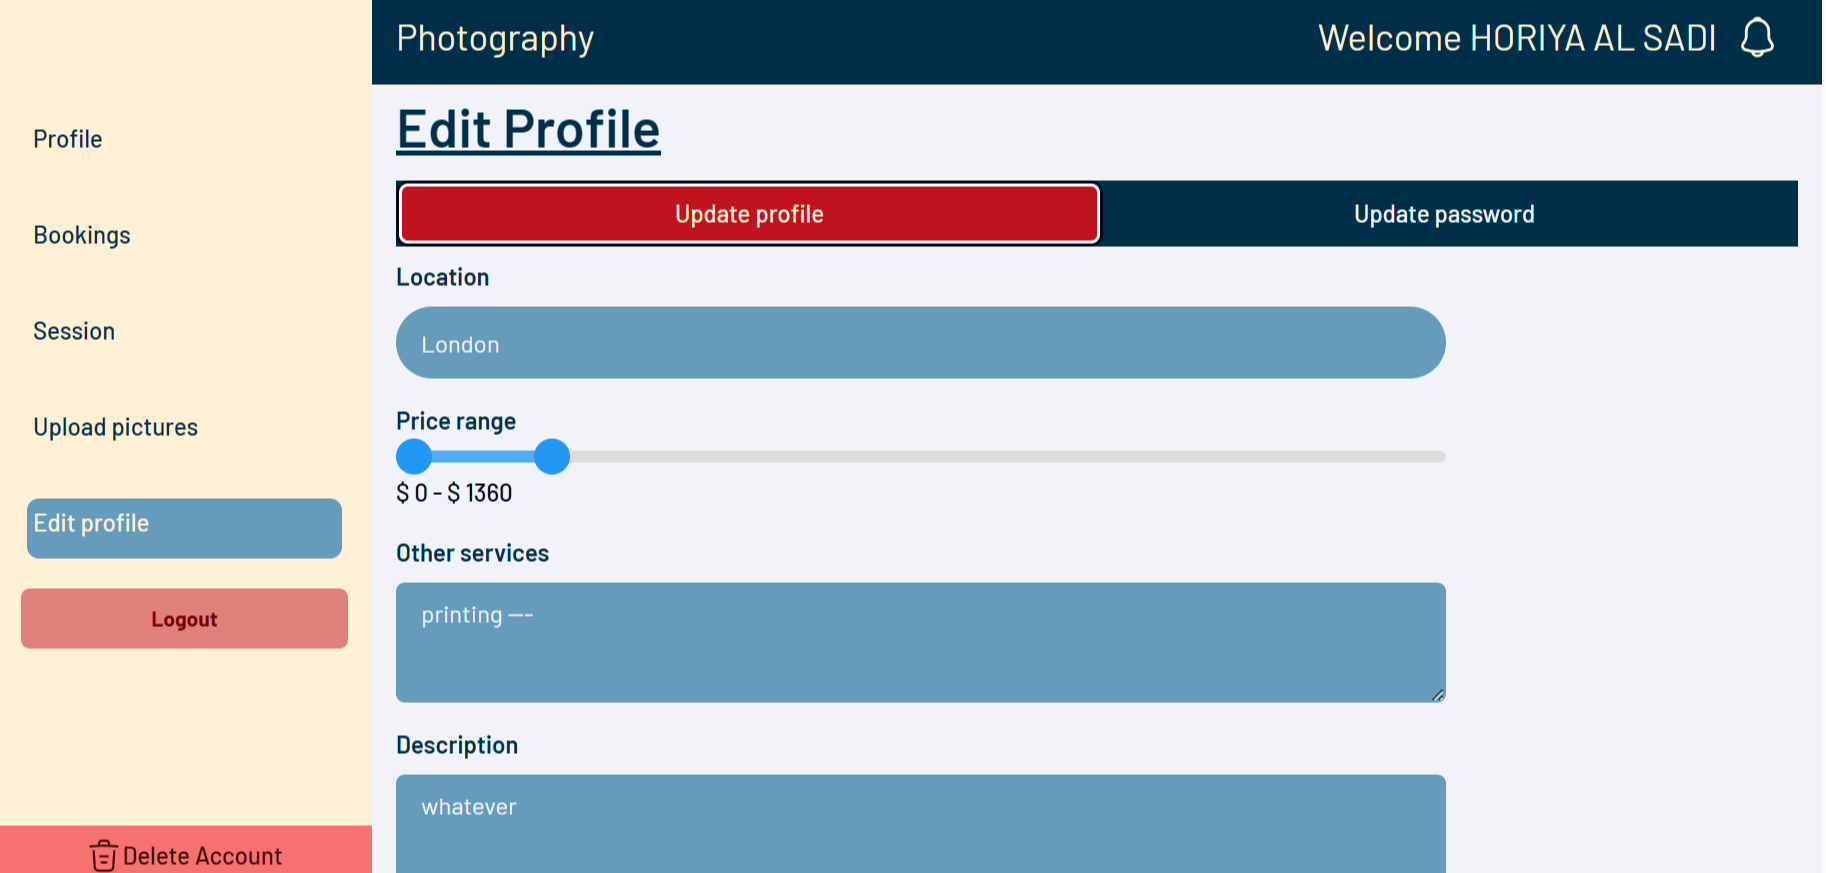 Photography
Welcome HORIYA AL SADI
Profile
Bookings
Session
Upload pictures
Edit profile
Logout
Delete Account
Edit Profile
Update profile
Update password
Location
London
Price range
$ 0 - $ 1360
Other services
printing —-
Description
whatever